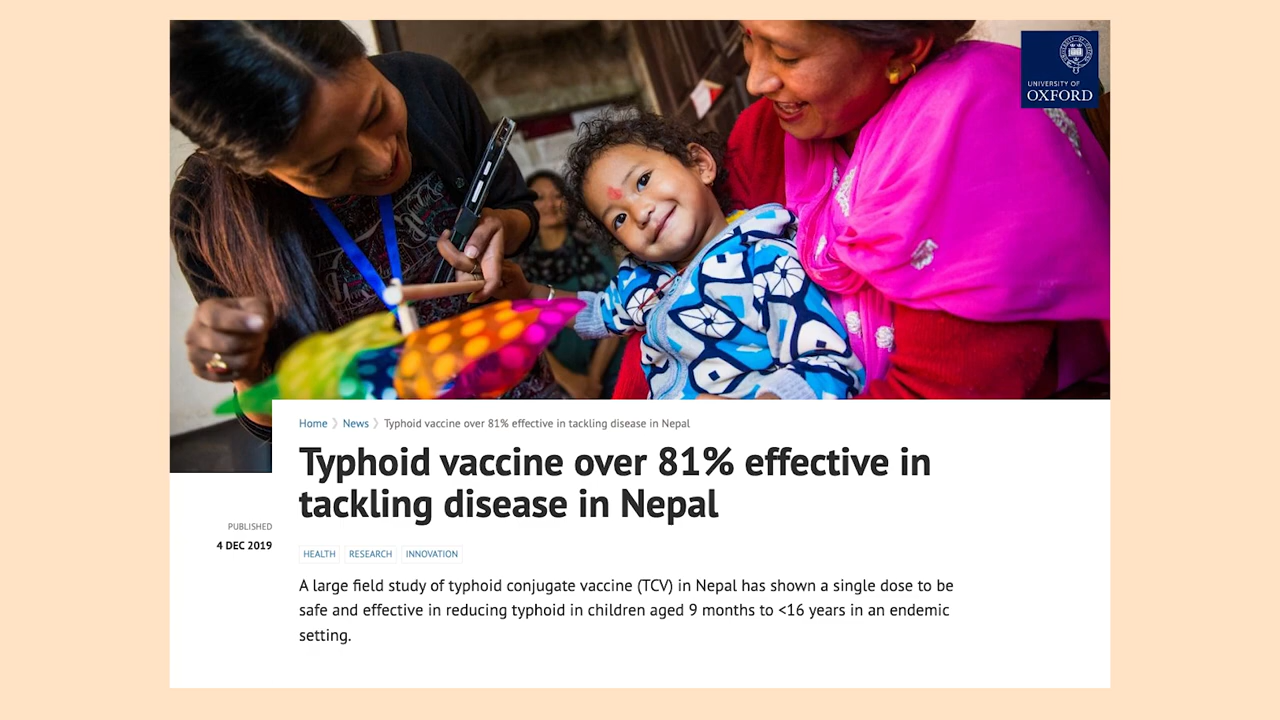 UNIVERSITY OF
OXFORD
Home > News > Typhoid vaccine over 81% effective in tackling disease in Nepal
Typhoid vaccine over 81% effective in
tackling disease in Nepal
PUBLISHED
4 DEC 2019
HEALTH RESEARCH INNOVATION
A large field study of typhoid conjugate vaccine (TCV) in Nepal has shown a single dose to be
safe and effective in reducing typhoid in children aged 9 months to <16 years in an endemic
setting.